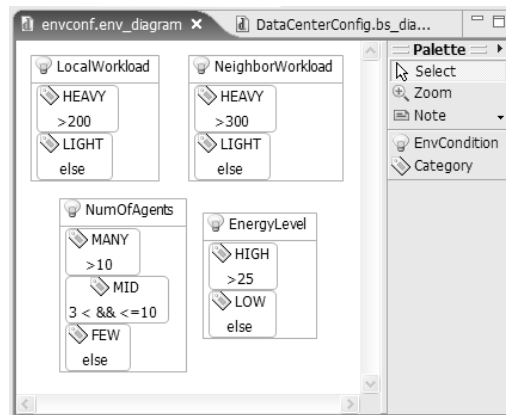 envconf.env_diagram
DataCenterConfig.bs_dia...
LocalWorkload
HEAVY
>200
LIGHT
else
NeighborWorkload
HEAVY
>300
LIGHT
else
NumOfAgents
MANY
>10
MID
3 < && <=10
FEW
else
EnergyLevel
HIGH
>25
LOW
else
Palette
Select
Zoom
Note
EnvCondition
Category